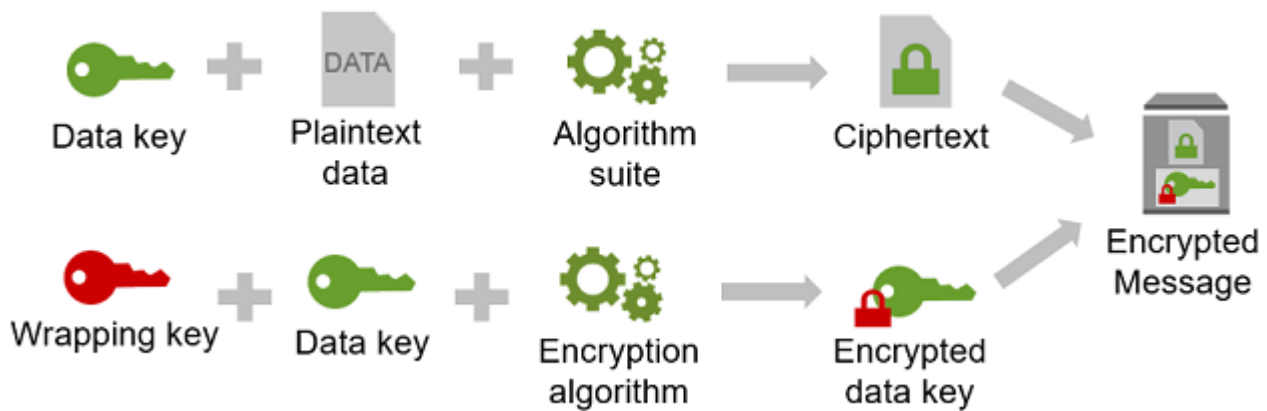 DATA
Data key
Plaintext
data
Algorithm
suite
Ciphertext
Encrypted
Message
Wrapping key
Data key
Encryption
algorithm
Encrypted
data key